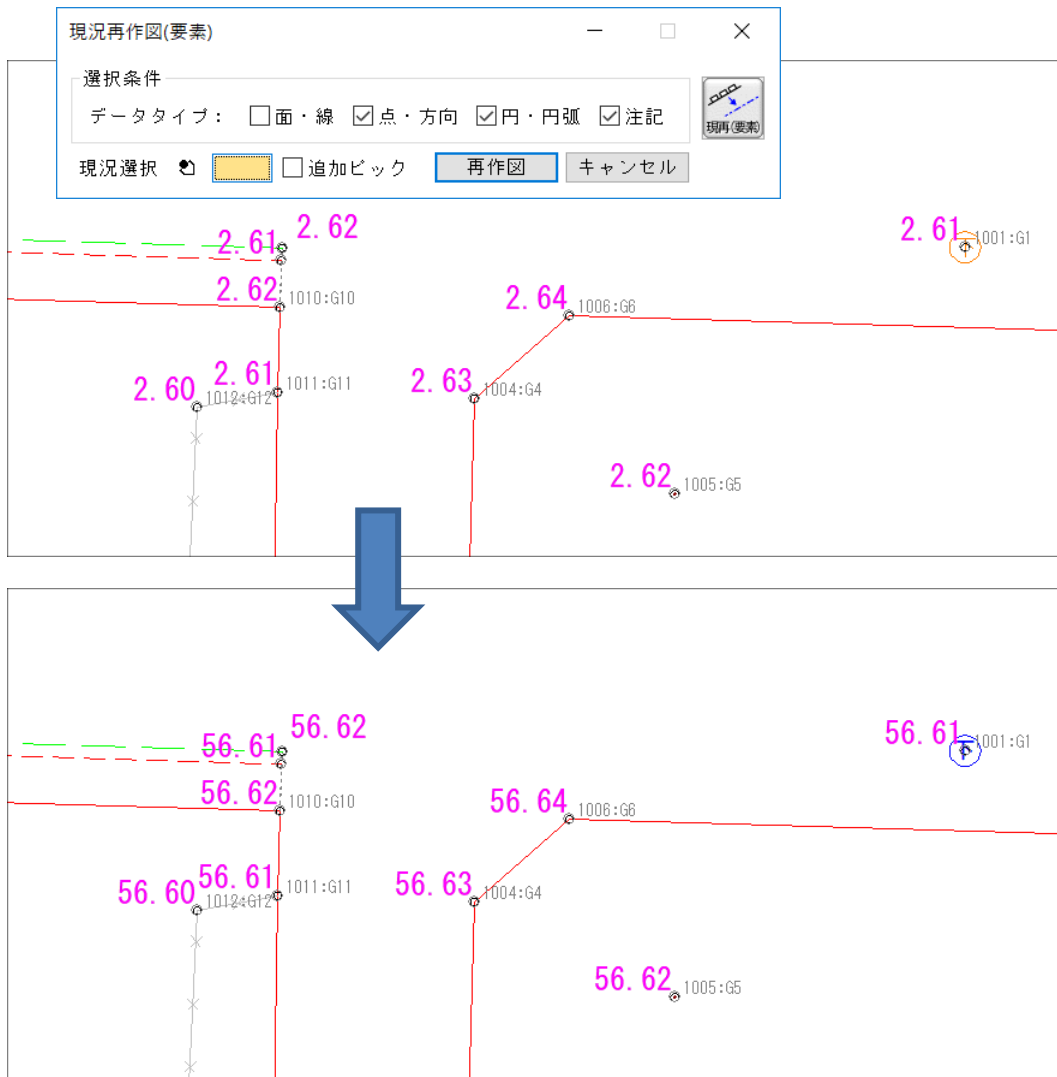 現況再作図(要素)
選択条件
データタイプ： 面・線 点・方向 円・円弧 注記
現再(要素)
現況選択 追加ピック 再作図 キャンセル
2.61 2.62 2.61 1001:G1
2.62 1010:G10 2.64 1006:G6
2.60 1012:G12 2.61 1011:G11 2.63 1004:G4
2.62 1005:G5
56.61 56.62 56.61 1001:G1
56.62 1010:G10 56.64 1006:G6
56.60 1012:G12 56.61 1011:G11 56.63 1004:G4
56.62 1005:G5